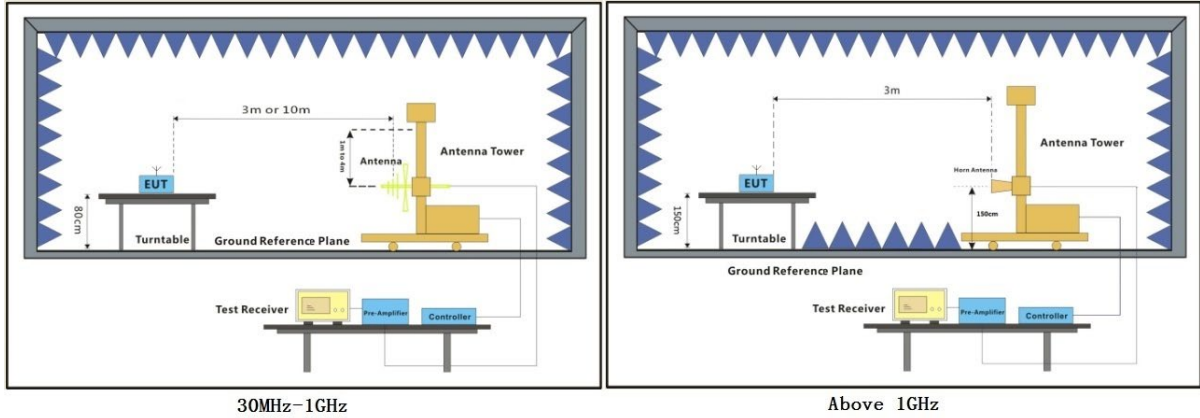 3m or 10m
1m to 4m
Antenna
Antenna Tower
EUT
80cm
Turntable
Ground Reference Plane
Test Receiver
Pre-Amplifier
Controller
30MHz-1GHz
3m
Antenna Tower
Horn Antenna
EUT
150cm
150cm
Turntable
Ground Reference Plane
Test Receiver
Pre-Amplifier
Controller
Above 1GHz